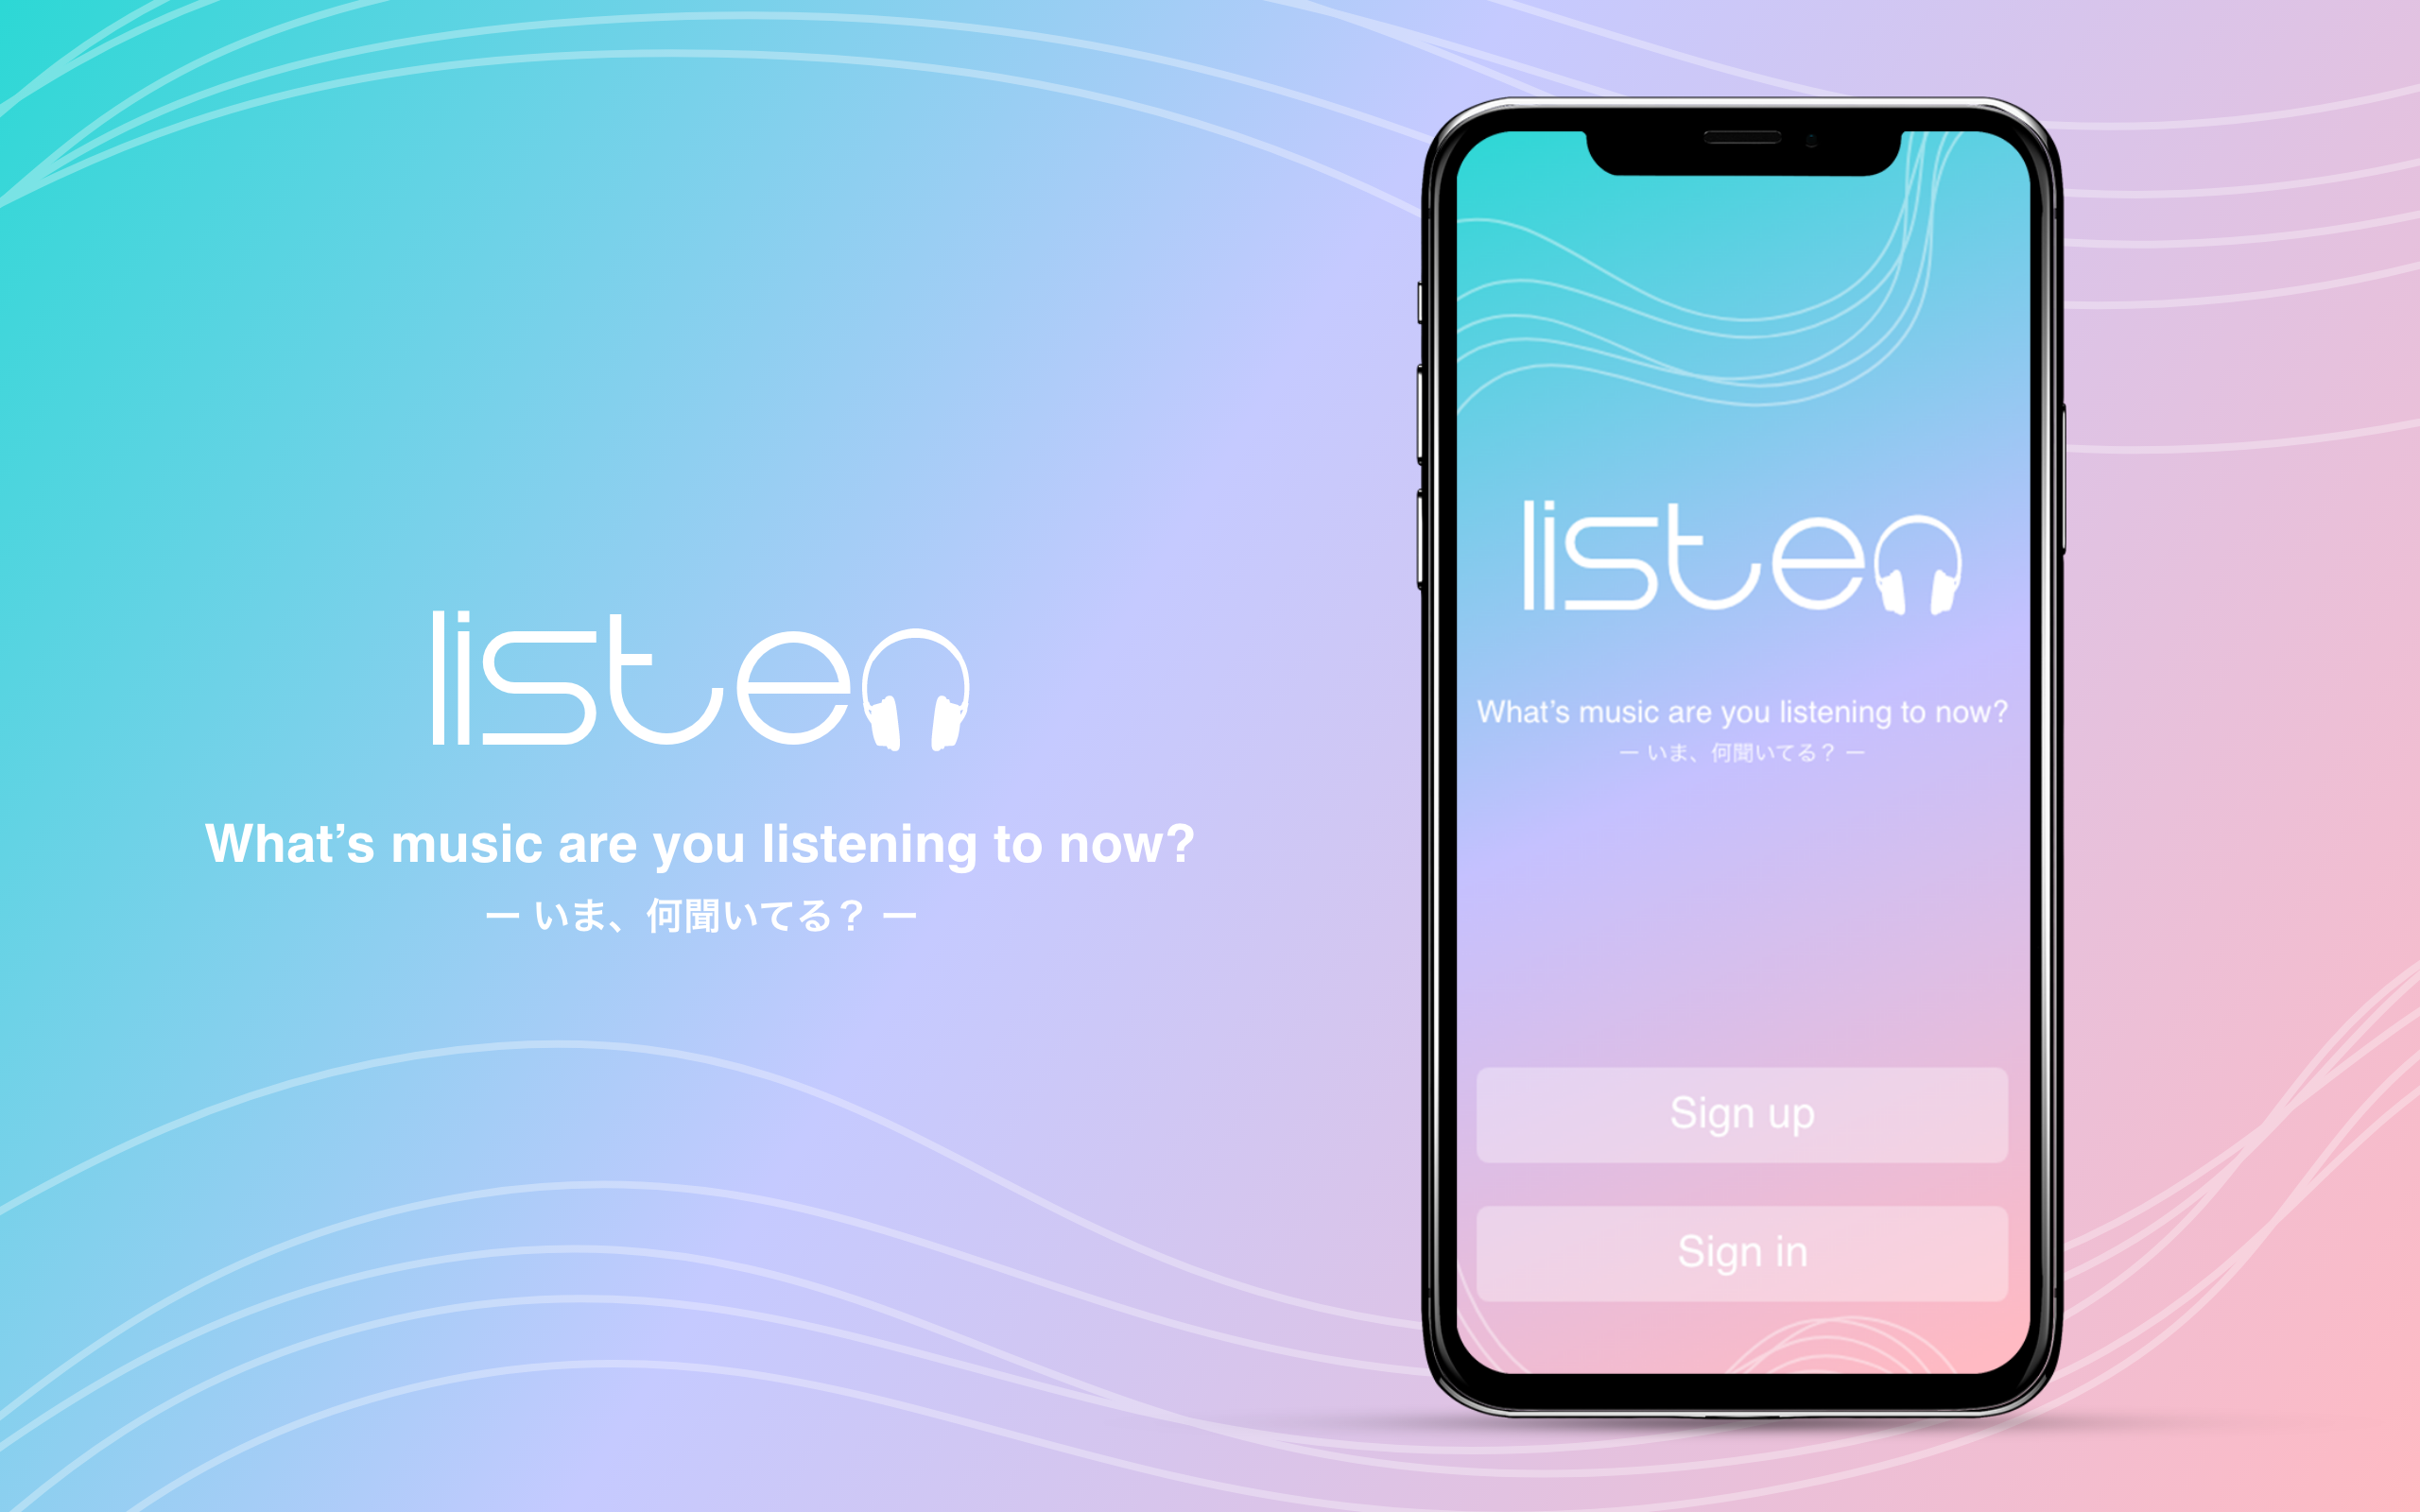 listen
What’s music are you listening to now?
ー いま、何聞いてる？ ー
listen
What’s music are you listening to now?
ー いま、何聞いてる？ ー
Sign up
Sign in